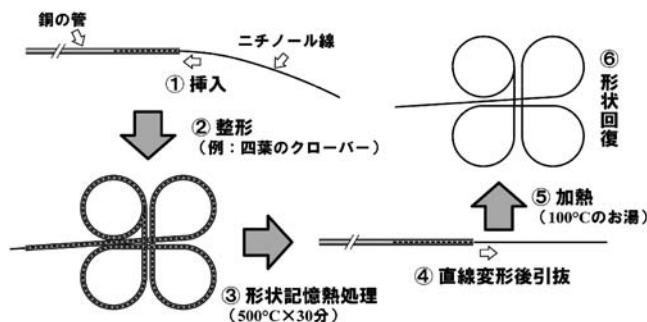 銅の管
ニチノール線
① 挿入
② 整形
(例：四葉のクローバー)
③ 形状記憶熱処理
(500°C×30分)
④ 直線変形後引抜
⑤ 加熱
(100°Cのお湯)
⑥形状回復